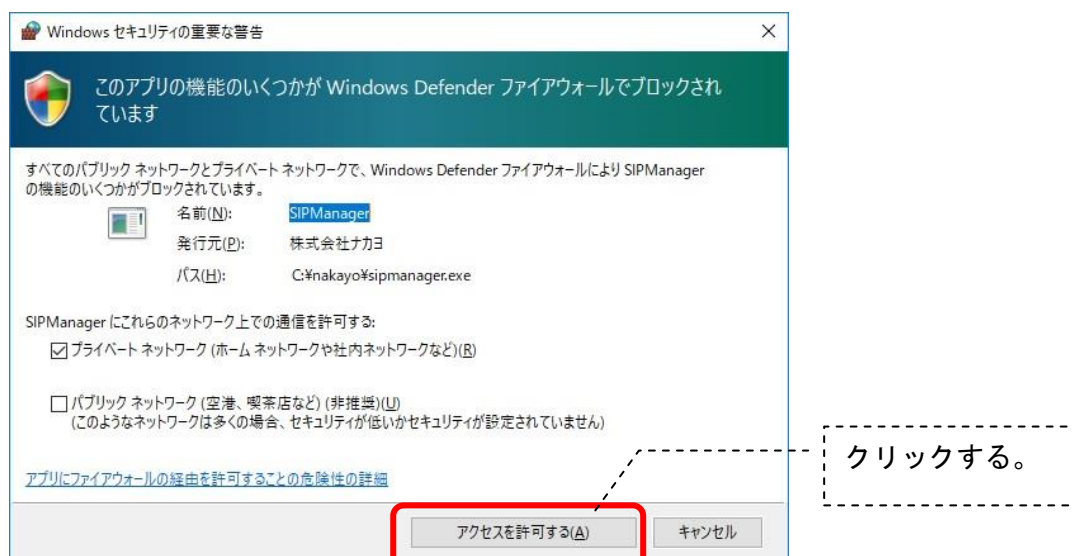 Windows セキュリティの重要な警告
このアプリの機能のいくつかが Windows Defender ファイアウォールでブロックされ
ています
すべてのパブリック ネットワークとプライベート ネットワークで、Windows Defender ファイアウォールにより SIPManager
の機能のいくつかがブロックされています。
名前(N): SIPManager
発行元(P): 株式会社ナカヨ
パス(H): C:¥nakayo¥sipmanager.exe
SIPManager にこれらのネットワーク上での通信を許可する:
プライベート ネットワーク (ホーム ネットワークや社内ネットワークなど)(R)
パブリック ネットワーク (空港、喫茶店など) (非推奨)(U)
(このようなネットワークは多くの場合、セキュリティが低いかセキュリティが設定されていません)
クリックする。
アプリにファイアウォールの経由を許可することの危険性の詳細
アクセスを許可する(A) キャンセル